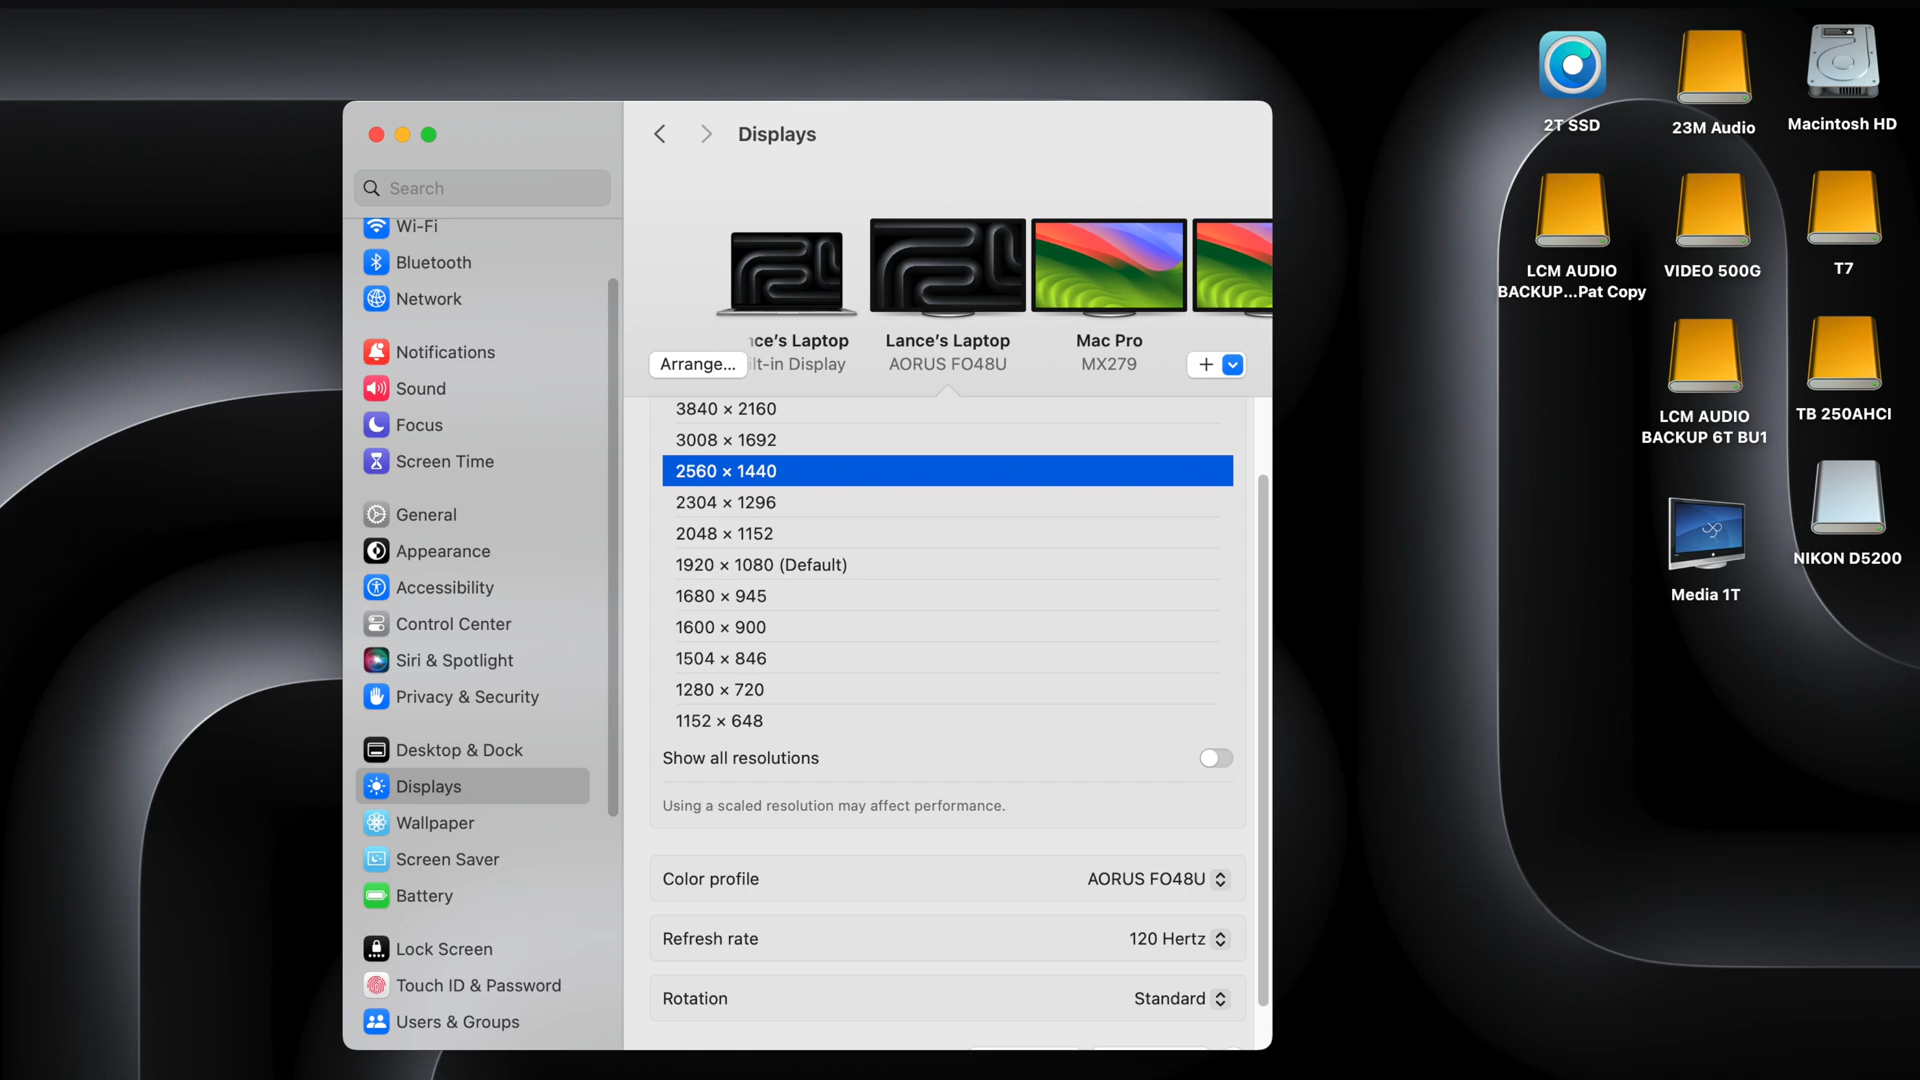 Displays
Search
Wi-Fi
Bluetooth
Network
Notifications
Sound
Focus
Screen Time
General
Appearance
Accessibility
Control Center
Siri & Spotlight
Privacy & Security
Desktop & Dock
Displays
Wallpaper
Screen Saver
Battery
Lock Screen
Touch ID & Password
Users & Groups
nce's Laptop
Lance's Laptop
Mac Pro
Arrange...
lt-in Display
AORUS FO48U
MX279
3840 × 2160
3008 × 1692
2560 × 1440
2304 × 1296
2048 × 1152
1920 × 1080 (Default)
1680 × 945
1600 × 900
1504 × 846
1280 × 720
1152 × 648
Show all resolutions
Using a scaled resolution may affect performance.
Color profile
AORUS FO48U
Refresh rate
120 Hertz
Rotation
Standard
2T SSD
23M Audio
Macintosh HD
LCM AUDIO
BACKUP...Pat Copy
VIDEO 500G
T7
LCM AUDIO
BACKUP 6T BU1
TB 250AHCI
Media 1T
NIKON D5200